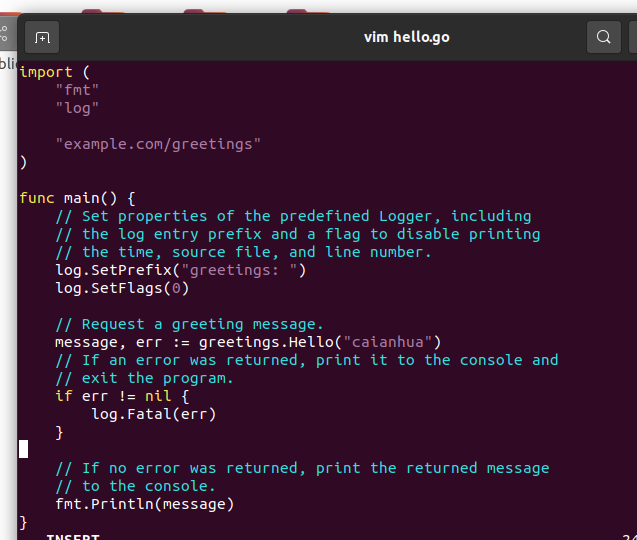 vim hello.go
import (
    "fmt"
    "log"

    "example.com/greetings"
)

func main() {
    // Set properties of the predefined Logger, including
    // the log entry prefix and a flag to disable printing
    // the time, source file, and line number.
    log.SetPrefix("greetings: ")
    log.SetFlags(0)

    // Request a greeting message.
    message, err := greetings.Hello("caianhua")
    // If an error was returned, print it to the console and
    // exit the program.
    if err != nil {
        log.Fatal(err)
    }

    // If no error was returned, print the returned message
    // to the console.
    fmt.Println(message)
}
INSERT